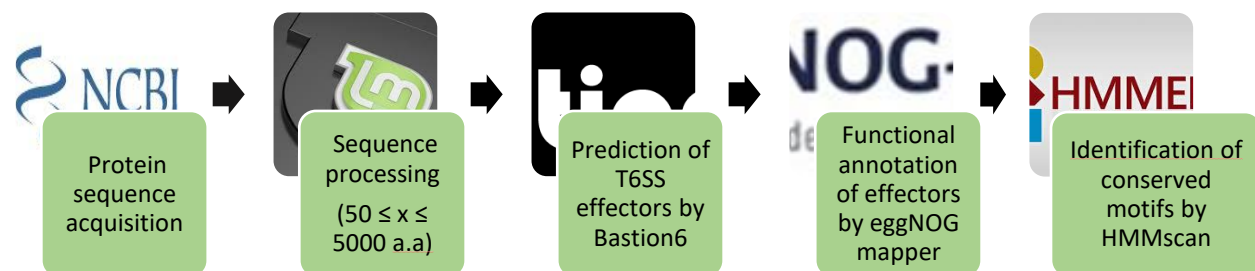 NCBI
Protein
sequence
acquisition
Sequence
processing
(50 ≤ x ≤
5000 a.a)
Prediction of
T6SS
effectors by
Bastion6
NOG-
de
Functional
annotation
of effectors
by eggNOG
mapper
HMME
Identification of
conserved
motifs by
HMMscan